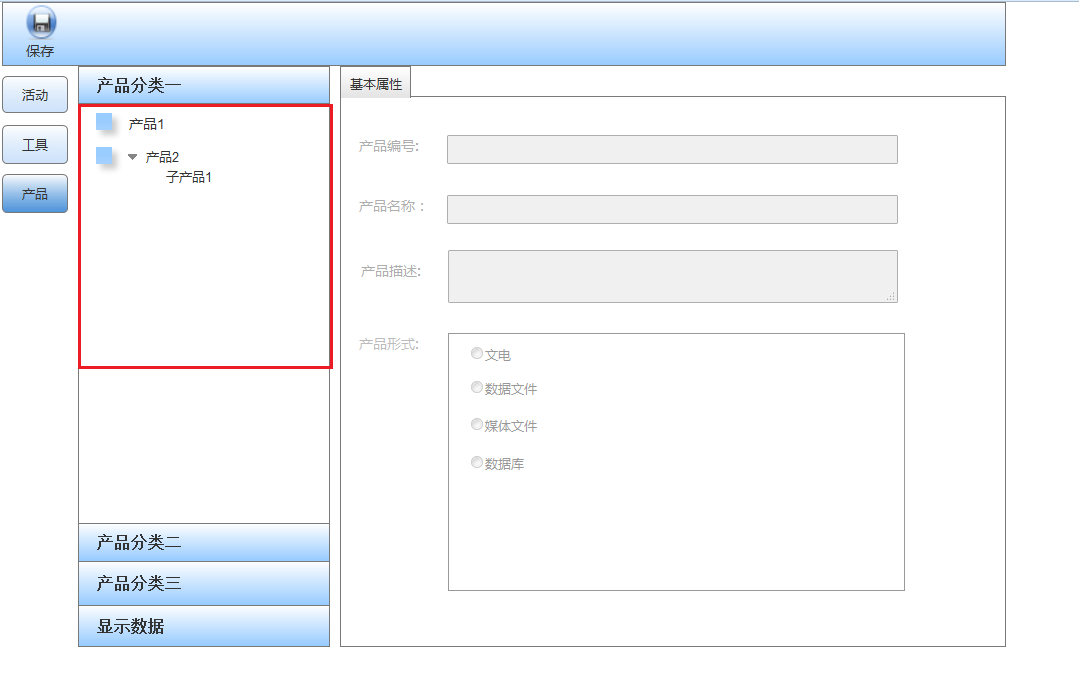 保存
活动
工具
产品
产品分类一
产品1
产品2
子产品1
产品分类二
产品分类三
显示数据
基本属性
产品编号:
产品名称：
产品描述:
产品形式:
文电
数据文件
媒体文件
数据库